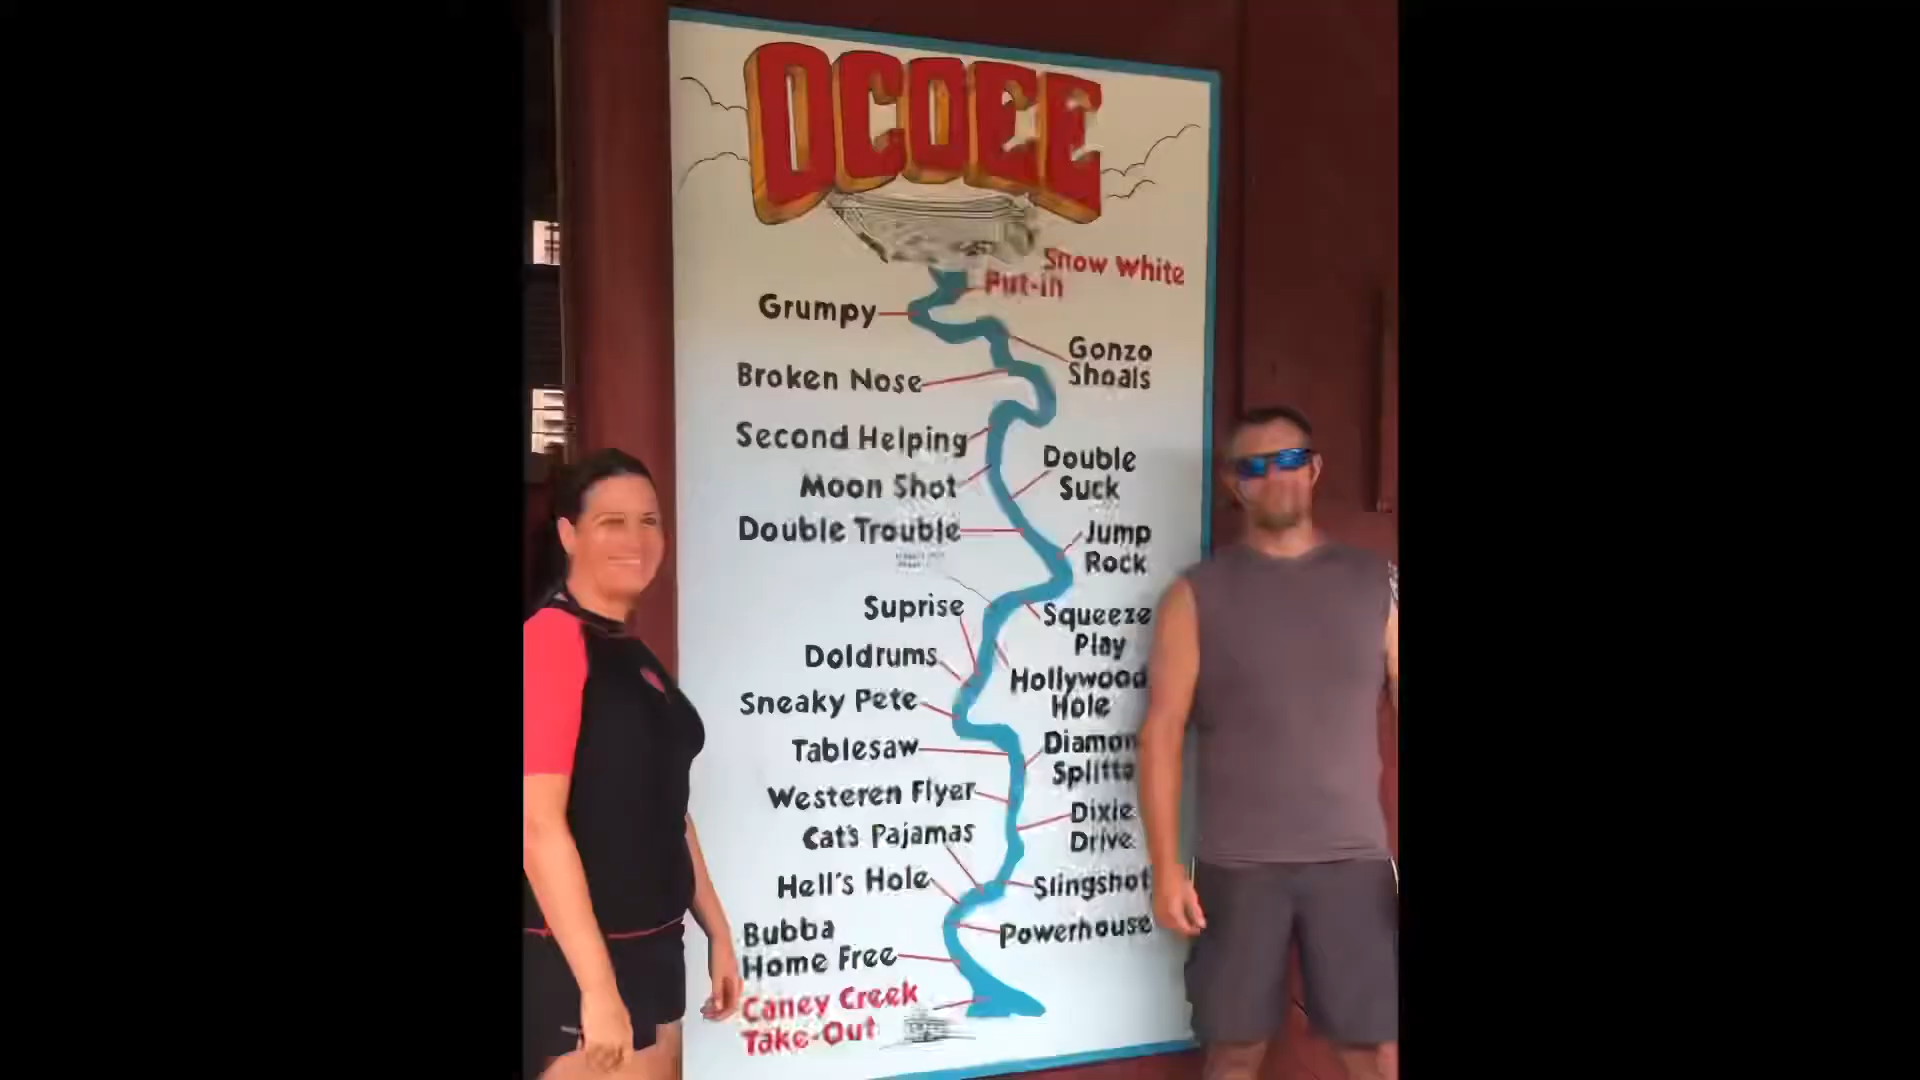 OCOEE
Snow White
Put-in
Grumpy
Gonzo
Shoals
Broken Nose
Second Helping
Double
Suck
Moon Shot
Double Trouble
Jump
Rock
Suprise
Squeeze
Play
Doldrums
Hollywood
Hole
Sneaky Pete
Tablesaw
Diamon
Splitte
Westeren Flyer
Dixie
Drive
Cat's Pajamas
Hell's Hole
Slingshot
Bubba
Powerhouse
Home Free
Caney Creek
Take-Out